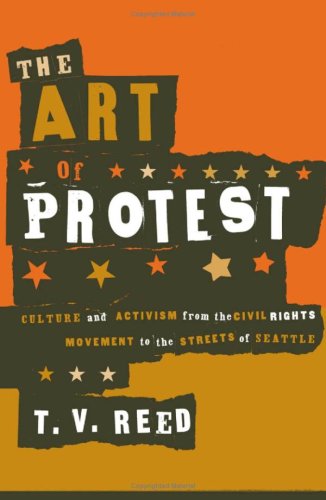 THE
ART
Of
PROTEST
CULTURE and ACTIVISM from the CIVIL RIGHTS
MOVEMENT to the STREETS of SEATTLE
T. V. REED